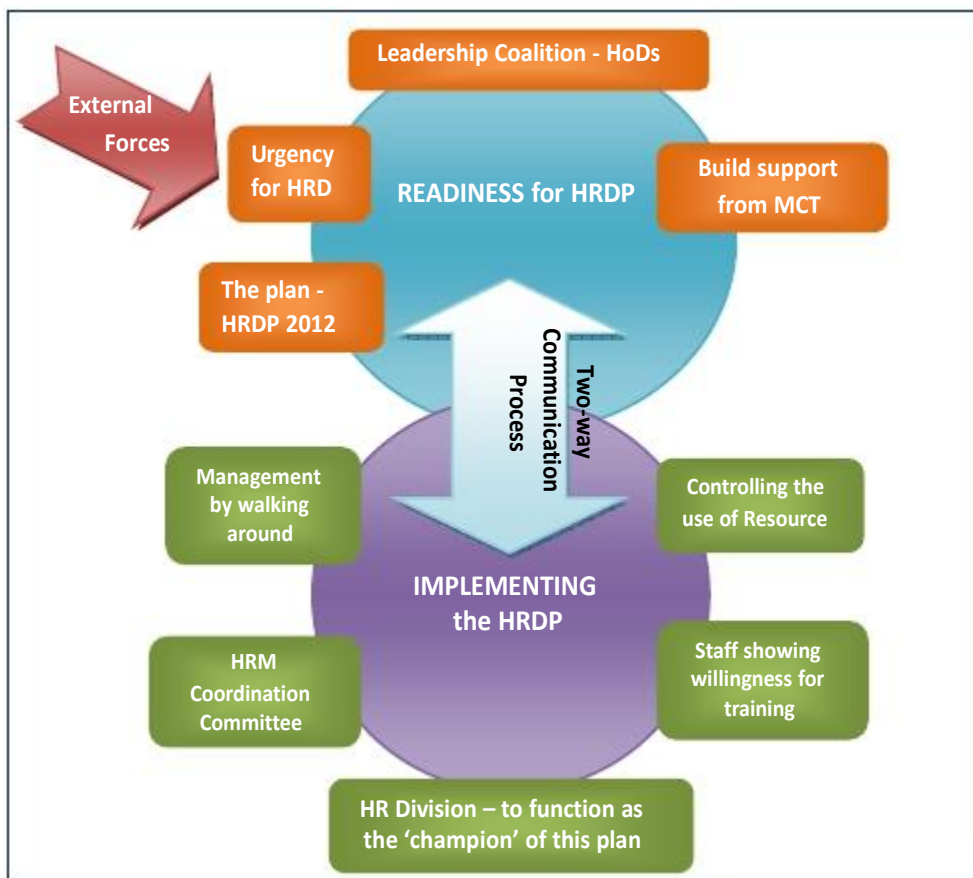 Leadership Coalition - HoDs
External
Forces
Urgency
for HRD
READINESS for HRDP
Build support
from MCT
The plan -
HRDP 2012
Two-way
Communication
Process
Management
by walking
around
Controlling the
use of Resource
IMPLEMENTING
the HRDP
HRM
Coordination
Committee
Staff showing
willingness for
training
HR Division – to function as
the ‘champion’ of this plan